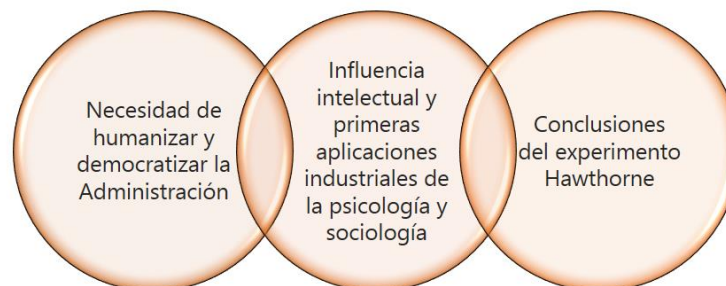 Necesidad de
humanizar y
democratizar la
Administración
Influencia
intelectual y
primeras
aplicaciones
industriales de
la psicología y
sociología
Conclusiones
del experimento
Hawthorne